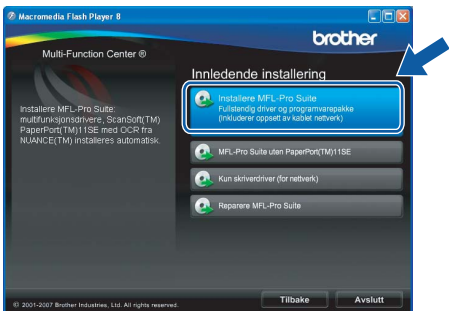 Macromedia Flash Player 8
brother
Multi-Function Center ®
Innledende installering
Installere MFL-Pro Suite:
multifunksjonsdrivere, ScanSoft(TM)
PaperPort(TM)11SE med OCR fra
NUANCE(TM) installeres automatisk.
Installere MFL-Pro Suite
Fullstendig driver og programvarepakke
(Inkluderer oppsett av kablet nettverk)
MFL-Pro Suite uten PaperPort(TM)11SE
Kun skriverdriver (for nettverk)
Reparere MFL-Pro Suite
© 2001-2007 Brother Industries, Ltd. All rights reserved.
Tilbake
Avslutt